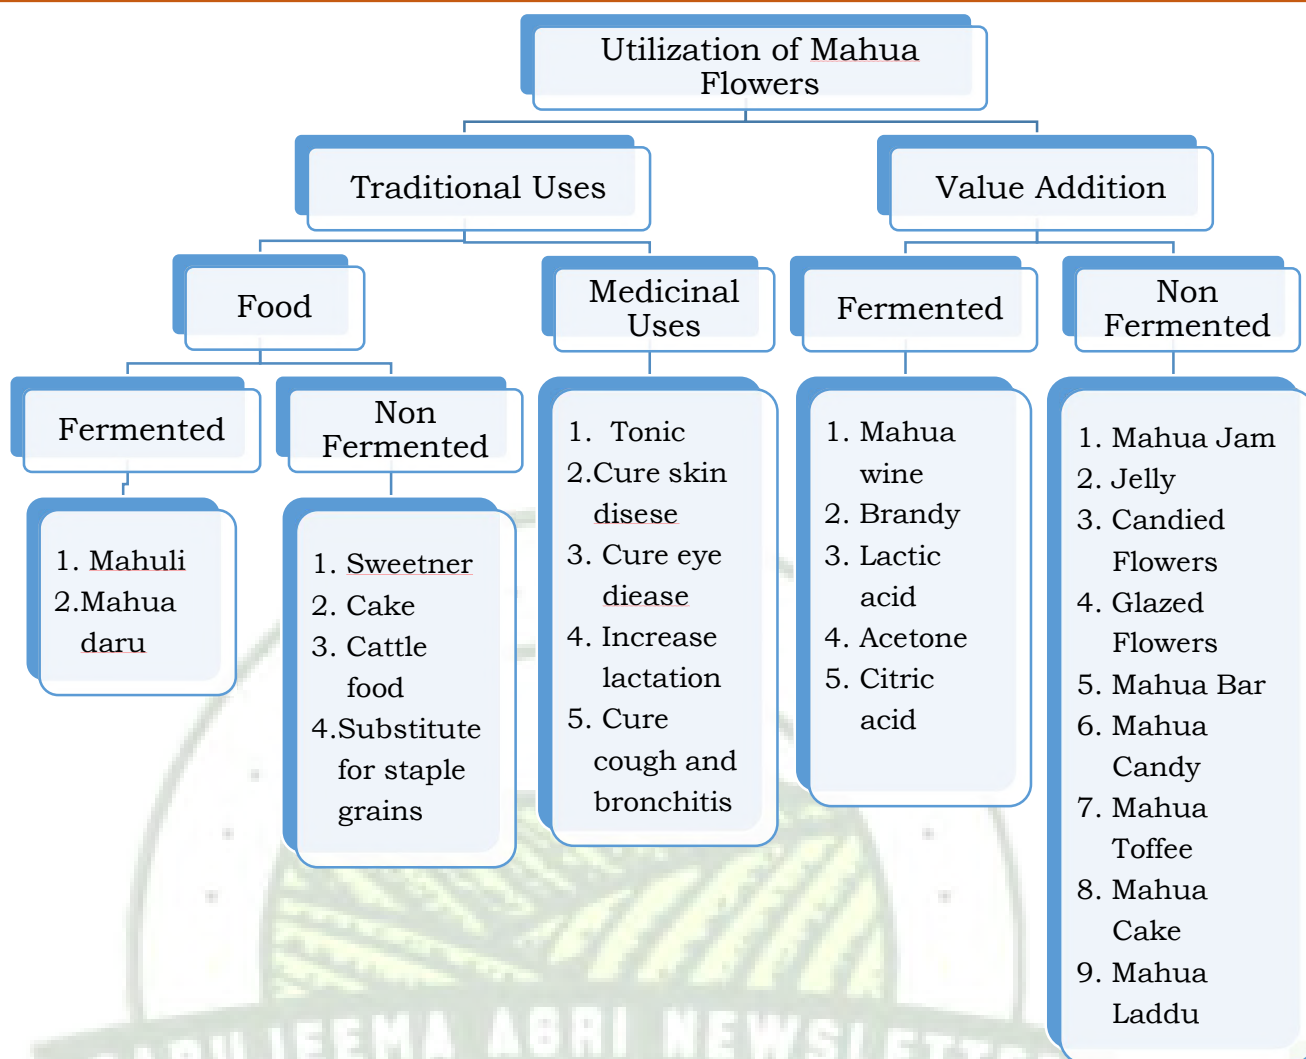 Utilization of Mahua
Flowers
Traditional Uses
Value Addition
Food
Medicinal
Uses
Fermented
Non
Fermented
Fermented
Non
Fermented
1. Mahuli
2.Mahua
daru
1. Sweetner
2. Cake
3. Cattle
food
4.Substitute
for staple
grains
1. Tonic
2.Cure skin
disese
3. Cure eye
diease
4. Increase
lactation
5. Cure
cough and
bronchitis
1. Mahua
wine
2. Brandy
3. Lactic
acid
4. Acetone
5. Citric
acid
1. Mahua Jam
2. Jelly
3. Candied
Flowers
4. Glazed
Flowers
5. Mahua Bar
6. Mahua
Candy
7. Mahua
Toffee
8. Mahua
Cake
9. Mahua
Laddu
AGRI